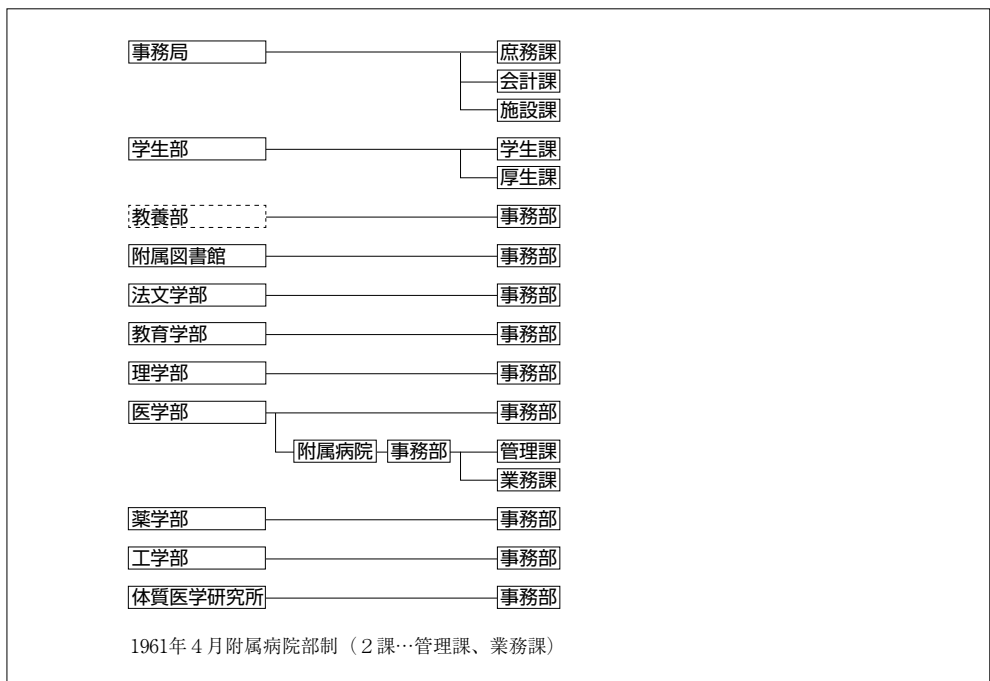 事務局 庶務課
会計課
施設課
学生部 学生課
厚生課
教養部 事務部
附属図書館 事務部
法文学部 事務部
教育学部 事務部
理学部 事務部
医学部 事務部
附属病院 事務部 管理課
業務課
薬学部 事務部
工学部 事務部
体質医学研究所 事務部
1961年4月附属病院部制(2課…管理課、業務課)